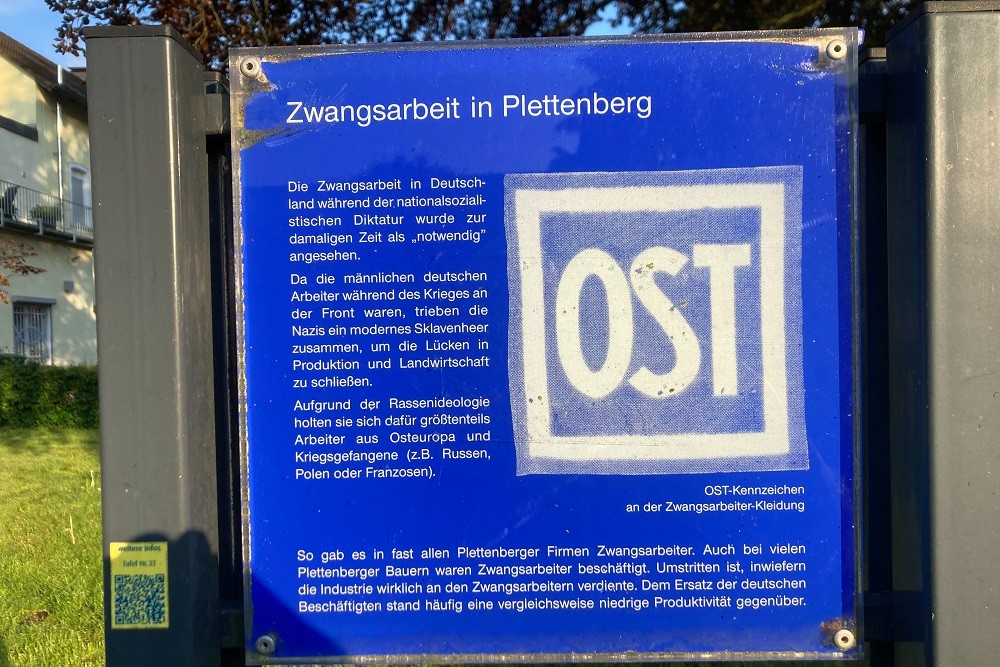 Zwangsarbeit in Plettenberg
Die Zwangsarbeit in Deutsch-
land während der nationalsoziali-
stischen Diktatur wurde zur
damaligen Zeit als „notwendig”
angesehen.
Da die männlichen deutschen
Arbeiter während des Krieges an
der Front waren, trieben die
Nazis ein modernes Sklavenheer
zusammen, um die Lücken in
Produktion und Landwirtschaft
zu schließen.
Aufgrund der Rassenideologie
holten sie sich dafür größtenteils
Arbeiter aus Osteuropa und
Kriegsgefangene (z.B. Russen,
Polen oder Franzosen).
OST
OST-Kennzeichen
an der Zwangsarbeiter-Kleidung
So gab es in fast allen Plettenberger Firmen Zwangsarbeiter. Auch bei vielen
Plettenberger Bauern waren Zwangsarbeiter beschäftigt. Umstritten ist, inwiefern
die Industrie wirklich an den Zwangsarbeitern verdiente. Dem Ersatz der deutschen
Beschäftigten stand häufig eine vergleichsweise niedrige Produktivität gegenüber.
weitere Infos
Tafel Nr.33